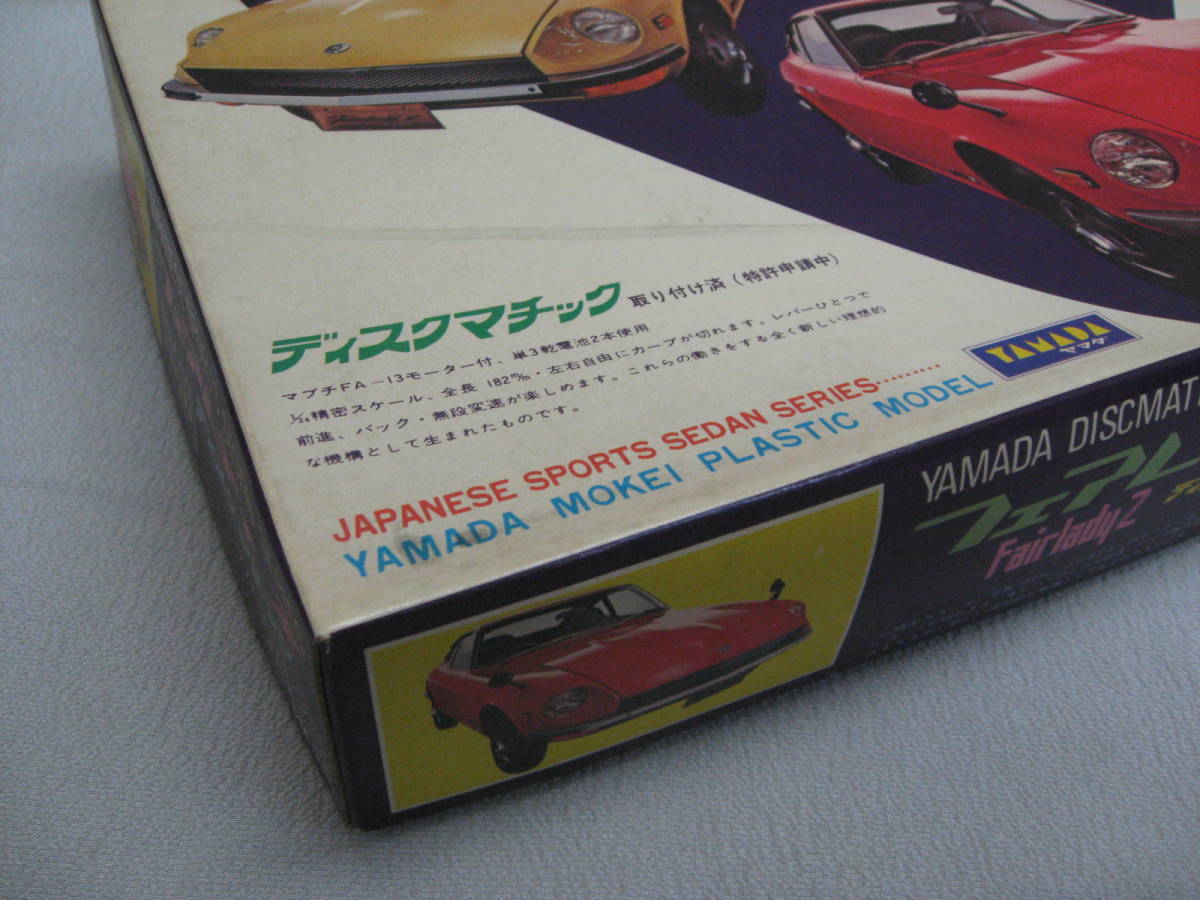 ディスクマチック 取り付け済(特許申請中)
マブチFA-13モーター付、単3乾電池2本使用
1/24精密スケール、全長 182m/m・左右自由にカーブが切れます。レバーひとつで
前進、バック・無段変速が楽しめます。これらの働きをする全く新しい理想的
な機構として生まれたものです。
YAMADA
ヤマダ
JAPANESE SPORTS SEDAN SERIES.........
YAMADA MOKEI PLASTIC MODEL
YAMADA DISCMAT
フェアレ
Fairlady Z